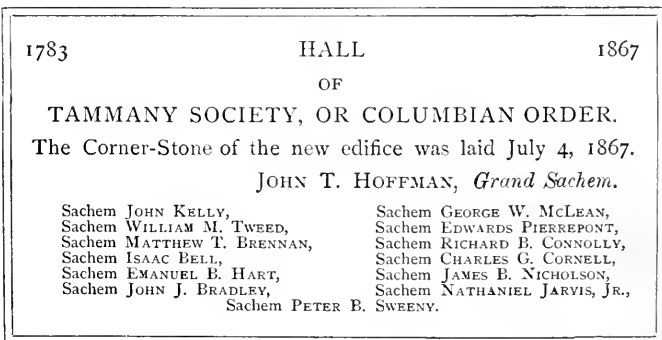 1783 HALL 1867
OF
TAMMANY SOCIETY, OR COLUMBIAN ORDER.
The Corner-Stone of the new edifice was laid July 4, 1867.
JOHN T. HOFFMAN, Grand Sachem.
Sachem JOHN KELLY,
Sachem WILLIAM M. TWEED,
Sachem MATTHEW T. BRENNAN,
Sachem ISAAC BELL,
Sachem EMANUEL B. HART,
Sachem JOHN J. BRADLEY,
Sachem GEORGE W. MCLEAN,
Sachem EDWARDS PIERREPONT,
Sachem RICHARD B. CONNOLLY,
Sachem CHARLES G. CORNELL,
Sachem JAMES B. NICHOLSON,
Sachem NATHANIEL JARVIS, JR.,
Sachem PETER B. SWEENY.